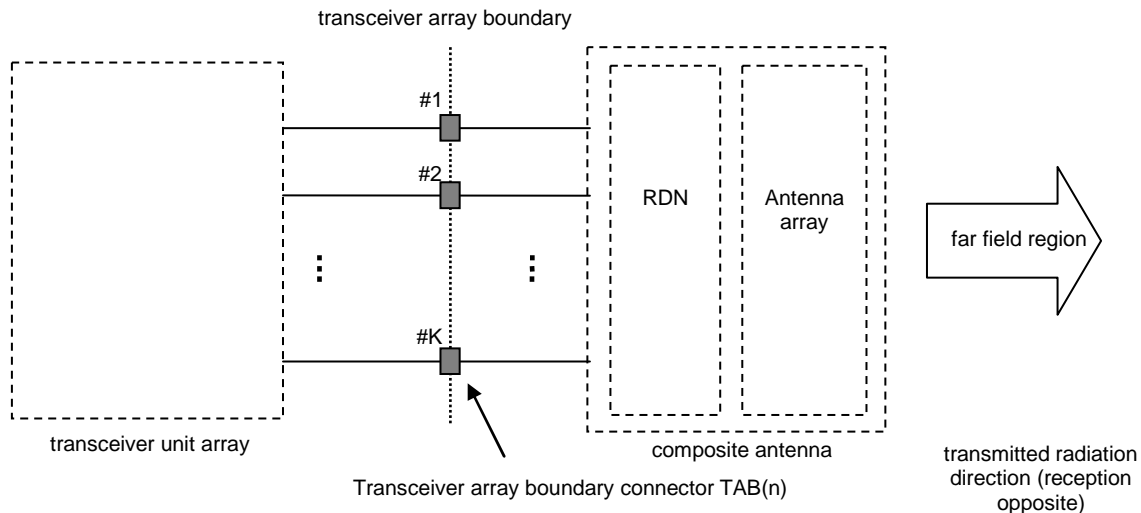 transceiver array boundary
#1
#2
RDN
Antenna
array
far field region
#K
transceiver unit array
composite antenna
transmitted radiation
direction (reception
opposite)
Transceiver array boundary connector TAB(n)